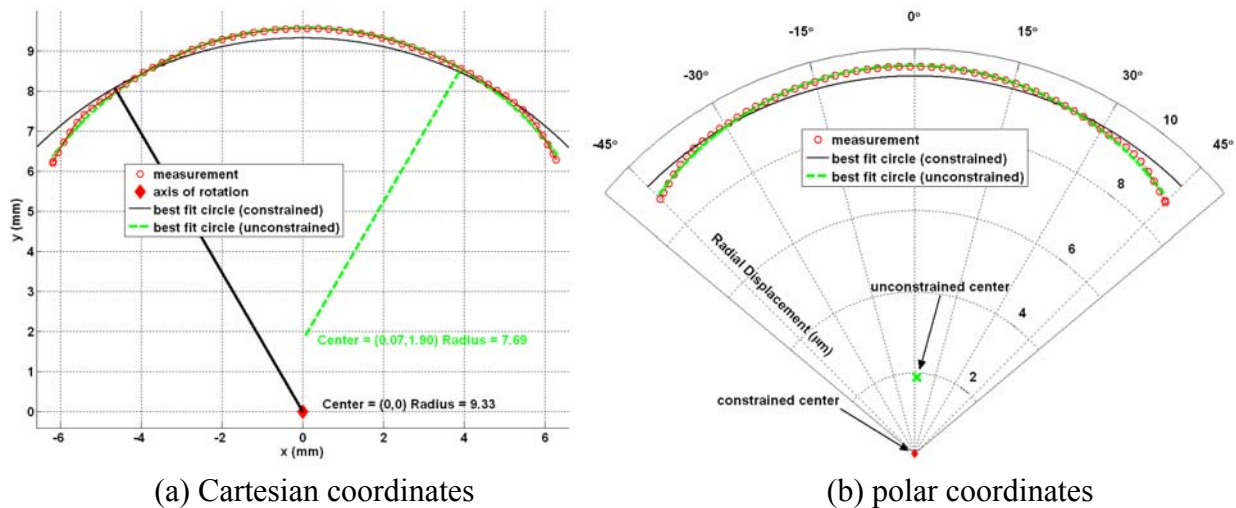 9
8
7
6
5
4
3
2
1
0
y (mm)
-6
-4
-2
0
2
4
6
x (mm)
measurement
axis of rotation
best fit circle (constrained)
best fit circle (unconstrained)
Center = (0.07,1.90) Radius = 7.69
Center = (0,0) Radius = 9.33
(a) Cartesian coordinates
0°
-15°
15°
-30°
30°
-45°
45°
10
8
6
4
2
measurement
best fit circle (constrained)
best fit circle (unconstrained)
Radial Displacement (μm)
unconstrained center
constrained center
(b) polar coordinates